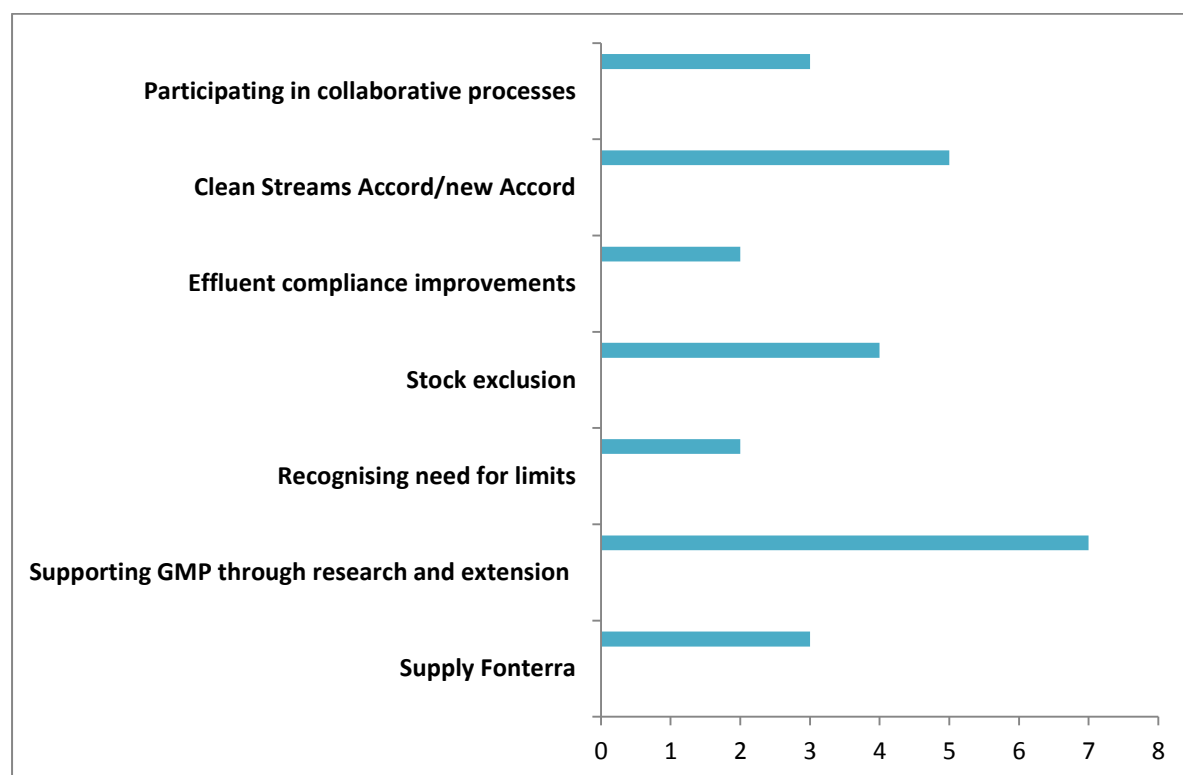 Participating in collaborative processes
Clean Streams Accord/new Accord
Effluent compliance improvements
Stock exclusion
Recognising need for limits
Supporting GMP through research and extension
Supply Fonterra
0 1 2 3 4 5 6 7 8